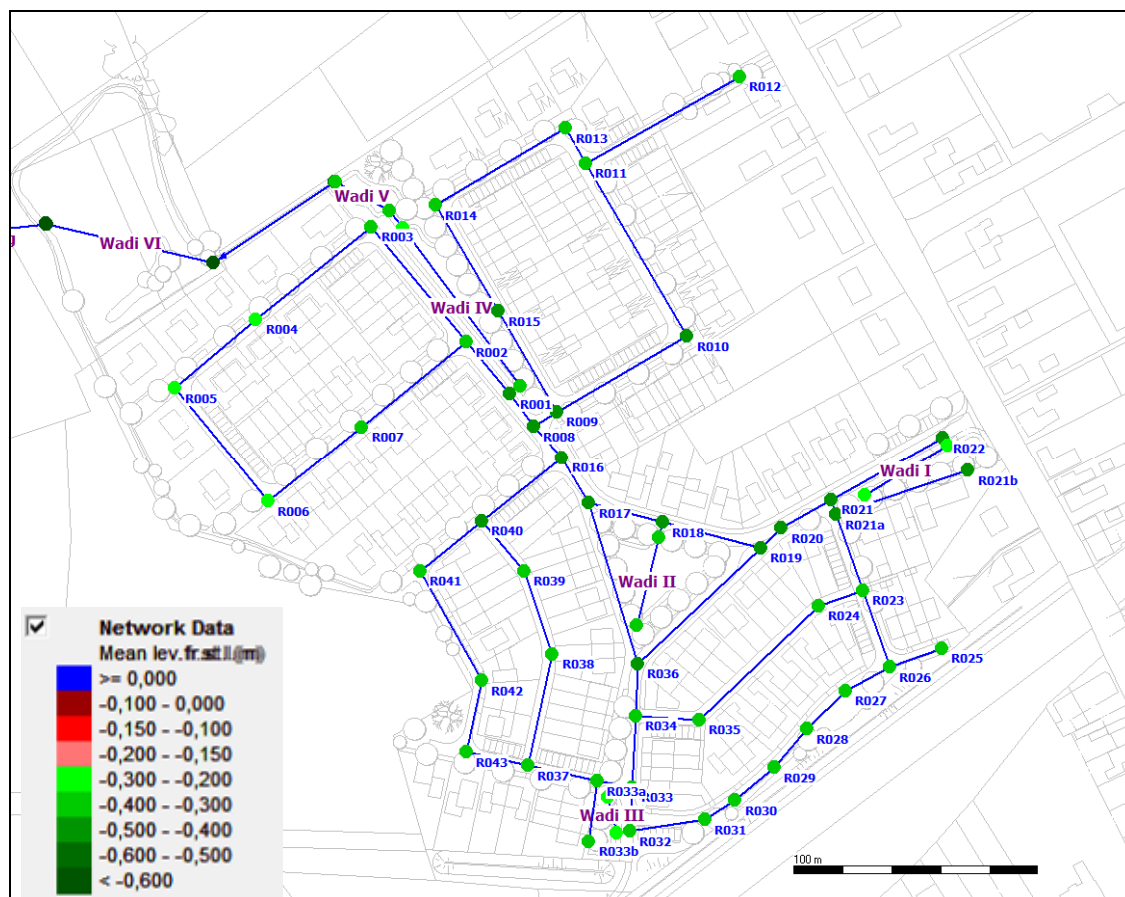 R012
R013
R011
Wadi V
R014
R003
Wadi VI
Wadi IV
R004
R015
R002
R010
R005
R001
R009
R007
R008
R022
Wadi I
R016
R021b
R006
R017
R021
R021a
R018
R040
R020
R019
R041
R039
Wadi II
R023
R024
R025
R038
R036
R026
R042
R027
R034
R035
R028
R043
R037
R029
R033a
R033
R030
Wadi III
R031
R032
R033b
100 m
Network Data
Mean lev.fr.
>= 0,000
-0,100 - 0,000
-0,150 - -0,100
-0,200 - -0,150
-0,300 - -0,200
-0,400 - -0,300
-0,500 - -0,400
-0,600 - -0,500
< -0,600